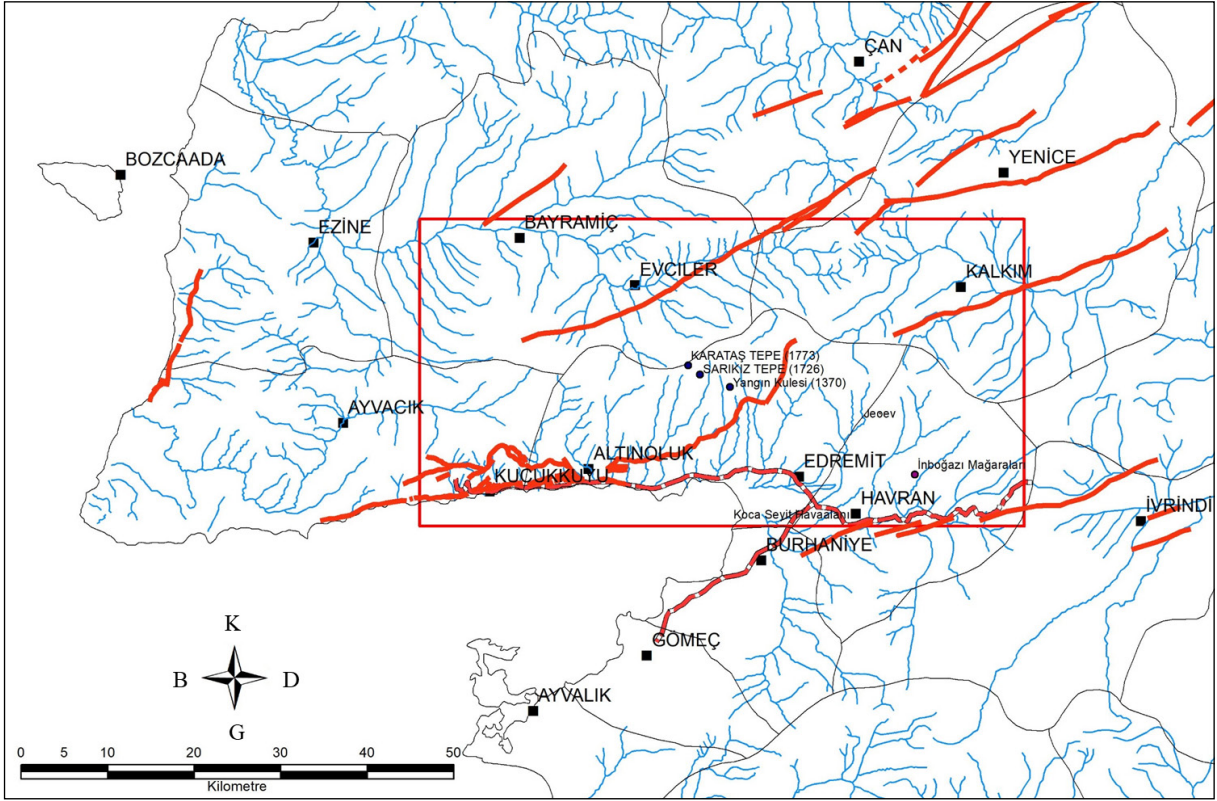 ÇAN
BOZCAADA
YENİCE
EZİNE
BAYRAMİÇ
EVCİLER
KALKIM
KARATAŞ TEPE (1773)
SARIKIZ TEPE (1726)
Yangın Kulesi (1370)
AYVACIK
ALTINOLUK
EDREMİT
İnboğazı Mağaraları
KÜÇÜKKUYU
HAVRAN
İVRİNDİ
Koca Seyit Havaalanı
BURHANİYE
GÖMEÇ
AYVALIK
K
B D
G
0 5 10 20 30 40 50
Kilometre